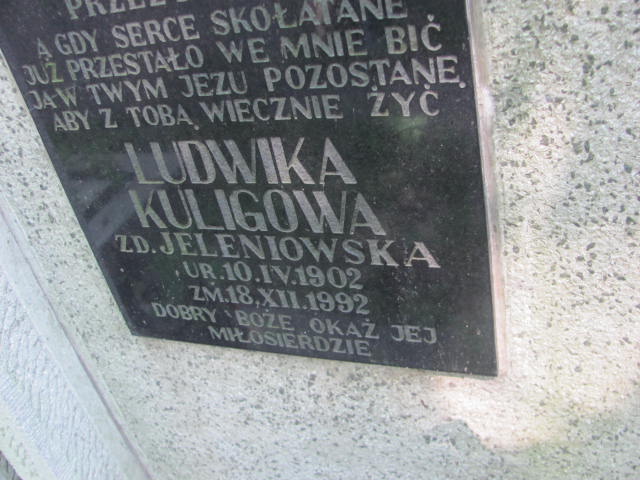 PRZEZ
A GDY SERCE SKOŁATANE
JUŻ PRZESTAŁO WE MNIE BIĆ
JA W TWYM JEZU POZOSTANĘ
ABY Z TOBĄ WIECZNIE ŻYĆ
LUDWIKA
KULIGOWA
ZD. JELENIOWSKA
UR. 10.IV.1902
ZM. 18.XII.1992
DOBRY BOŻE OKAŻ JEJ
MIŁOSIERDZIE